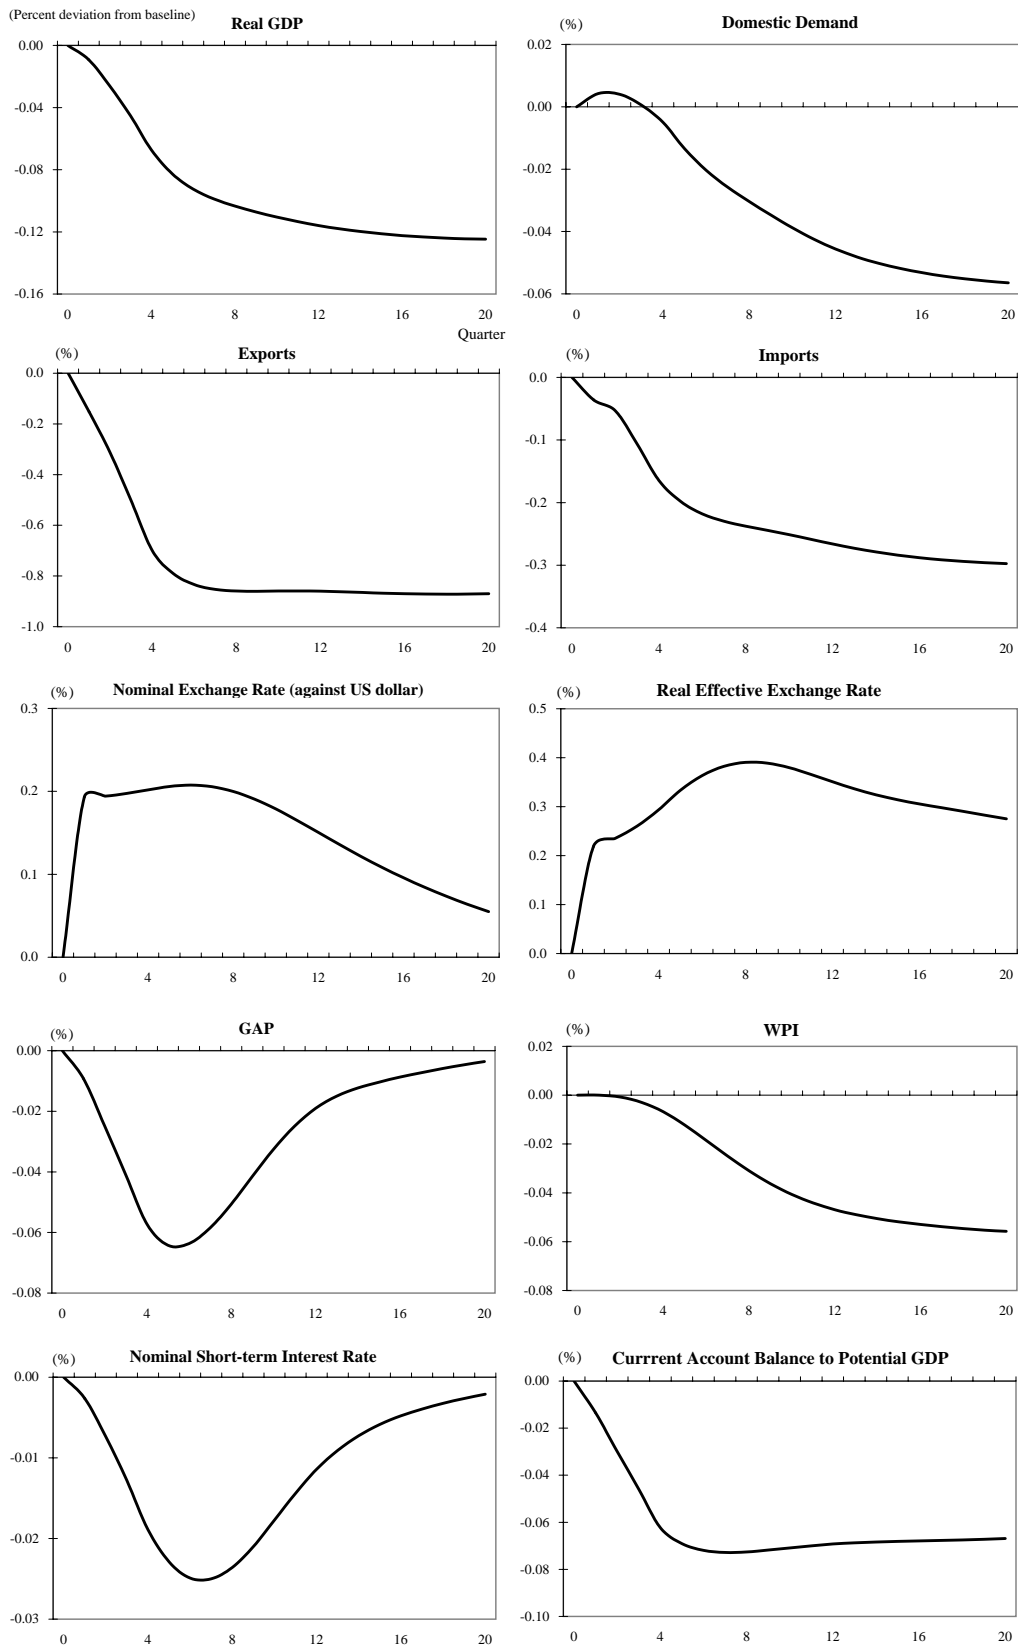 (Percent deviation from baseline)
Real GDP
0.00
-0.04
-0.08
-0.12
-0.16
0 4 8 12 16 20
Quarter
(%)
Domestic Demand
0.02
0.00
-0.02
-0.04
-0.06
0 4 8 12 16 20
(%)
Exports
0.0
-0.2
-0.4
-0.6
-0.8
-1.0
0 4 8 12 16 20
(%)
Imports
0.0
-0.1
-0.2
-0.3
-0.4
0 4 8 12 16 20
(%)
Nominal Exchange Rate (against US dollar)
0.3
0.2
0.1
0.0
0 4 8 12 16 20
(%)
Real Effective Exchange Rate
0.5
0.4
0.3
0.2
0.1
0.0
0 4 8 12 16 20
(%)
GAP
0.00
-0.02
-0.04
-0.06
-0.08
0 4 8 12 16 20
(%)
WPI
0.02
0.00
-0.02
-0.04
-0.06
-0.08
0 4 8 12 16 20
(%)
Nominal Short-term Interest Rate
0.00
-0.01
-0.02
-0.03
0 4 8 12 16 20
(%)
Currrent Account Balance to Potential GDP
0.00
-0.02
-0.04
-0.06
-0.08
-0.10
0 4 8 12 16 20